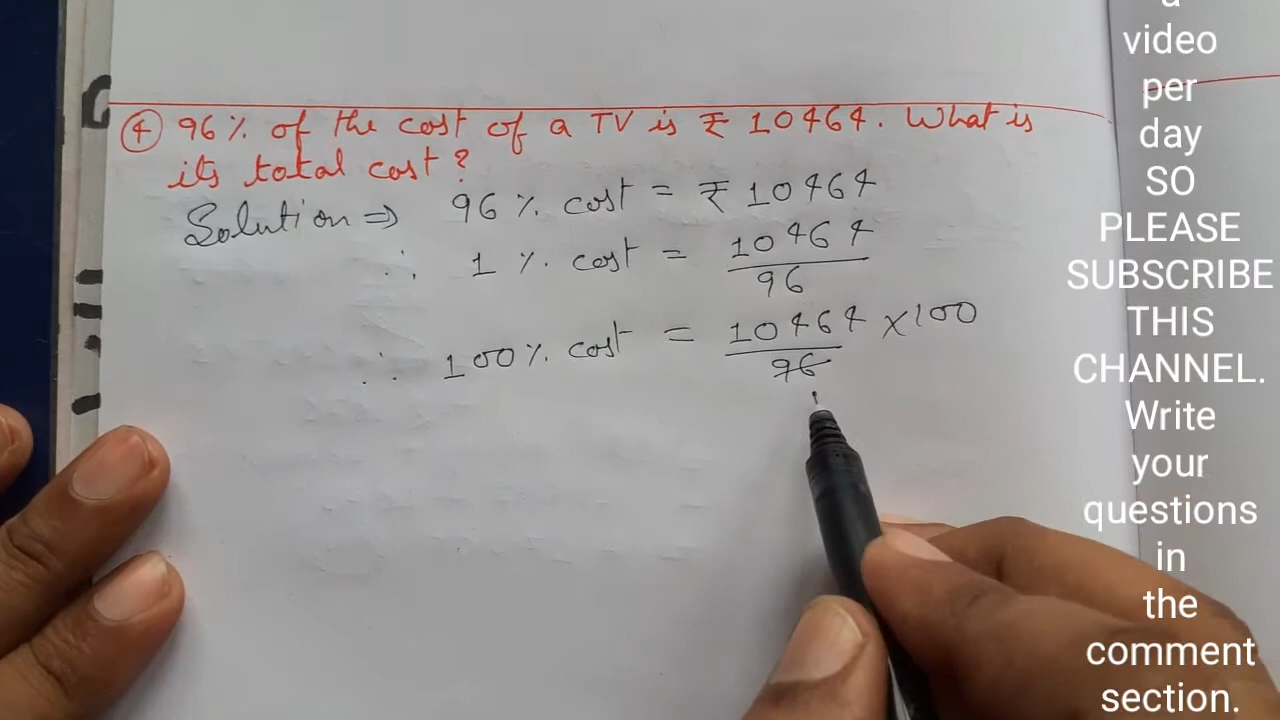 ④ 96% of the cost of a TV is ₹ 10464. What is
its total cost?
Solution ⇒ 96% cost = ₹ 10464
∴ 1% cost = 10464/96
∴ 100% cost = 10464/96 ×100
a
video
per
day
SO
PLEASE
SUBSCRIBE
THIS
CHANNEL.
Write
your
questions
in
the
comment
section.